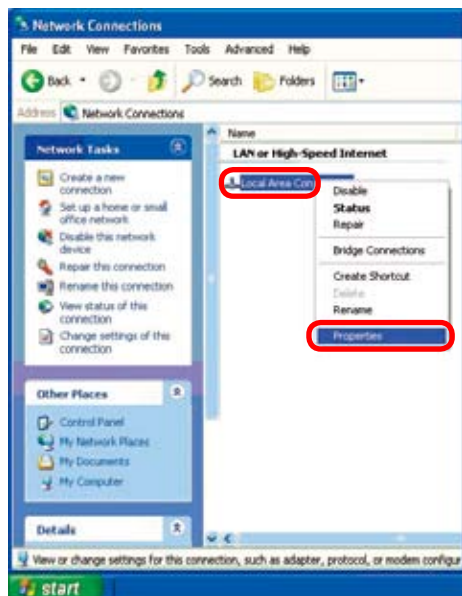 Network Connections
File Edit View Favorites Tools Advanced Help
Back Search Folders
Address Network Connections
Name
LAN or High-Speed Internet
Network Tasks
Create a new
connection
Set up a home or small
office network
Disable this network
device
Repair this connection
Rename this connection
View status of this
connection
Change settings of this
connection
Local Area Con
Disable
Status
Repair
Bridge Connections
Create Shortcut
Delete
Rename
Properties
Other Places
Control Panel
My Network Places
My Documents
My Computer
Details
View or change settings for this connection, such as adapter, protocol, or modem configur
start